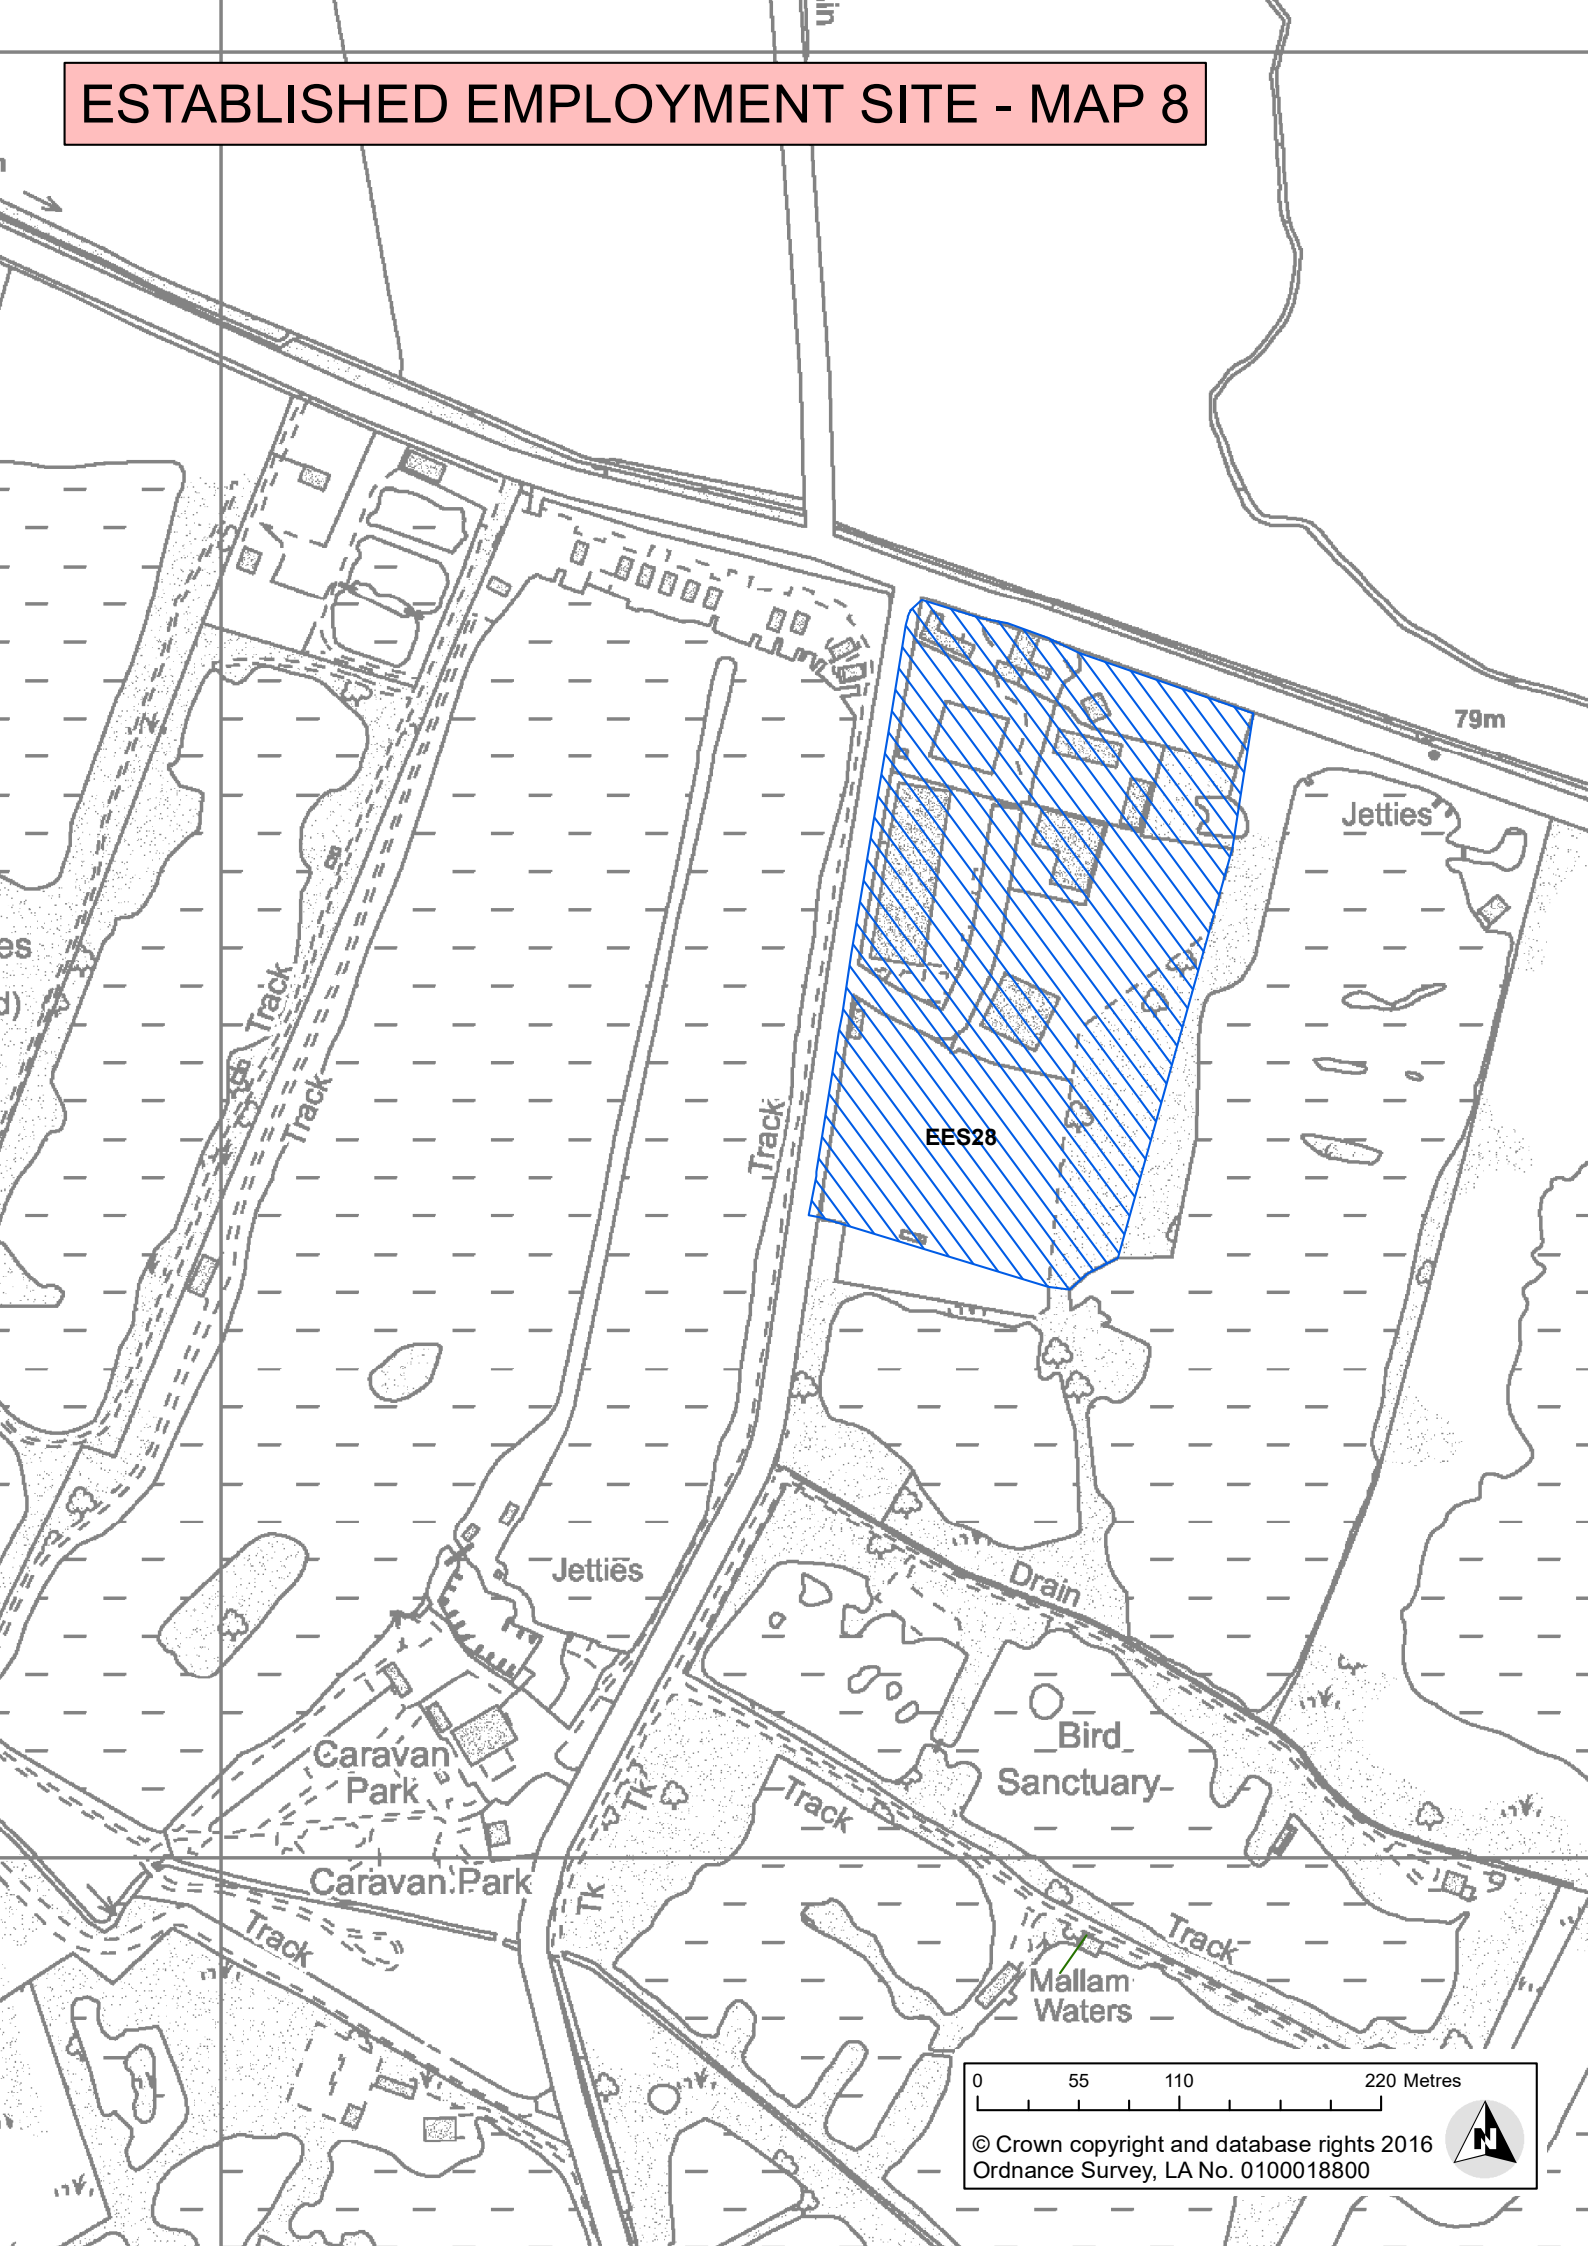 in
ESTABLISHED EMPLOYMENT SITE - MAP 8
79m
Jetties
es
d)
Track
Track
Track
EES28
Jetties
Drain
Bird
Sanctuary
Caravan
Park
Tk
Track
Caravan Park
Tk
Track
Track
Mallam
Waters
0 55 110 220 Metres
© Crown copyright and database rights 2016
Ordnance Survey, LA No. 0100018800
N